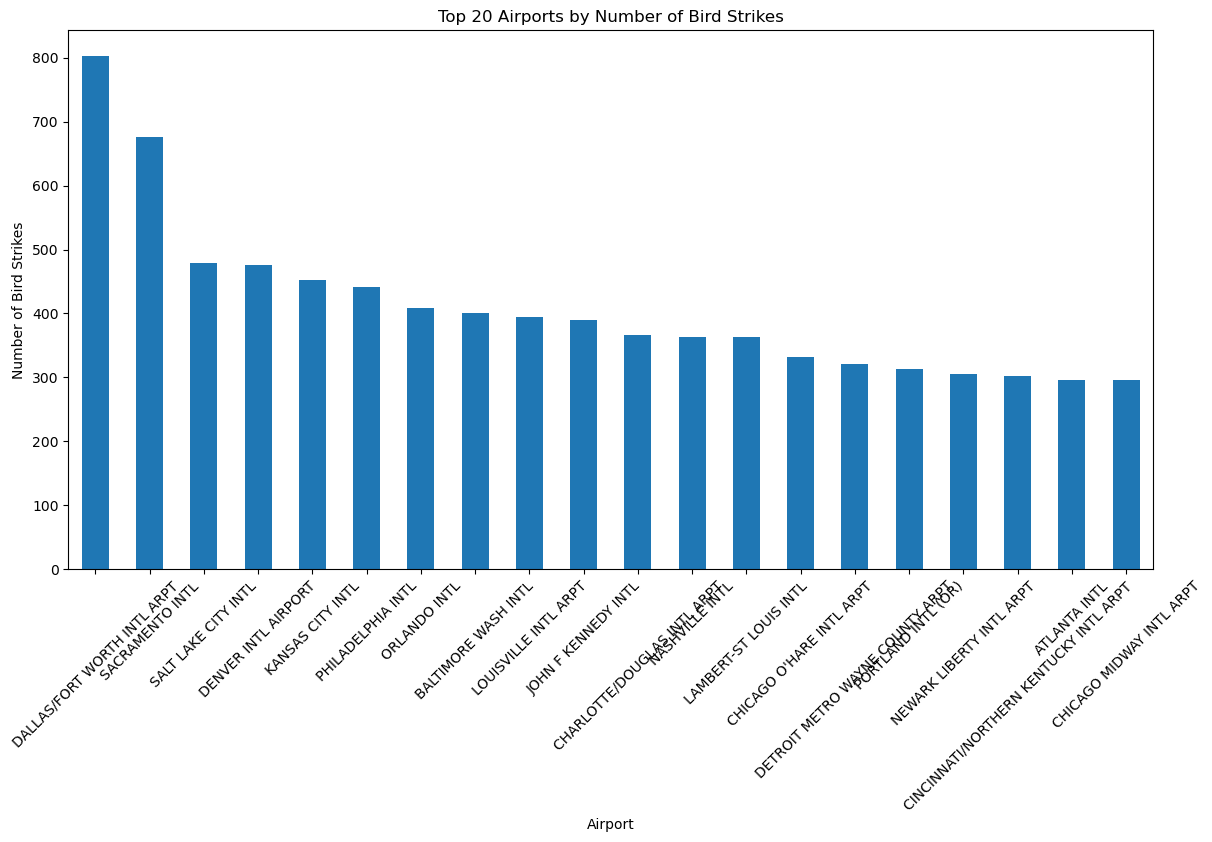 Top 20 Airports by Number of Bird Strikes
Number of Bird Strikes
800
700
600
500
400
300
200
100
0
DALLAS/FORT WORTH INTL ARPT
SACRAMENTO INTL
SALT LAKE CITY INTL
DENVER INTL AIRPORT
KANSAS CITY INTL
PHILADELPHIA INTL
ORLANDO INTL
BALTIMORE WASH INTL
LOUISVILLE INTL ARPT
JOHN F KENNEDY INTL
CHARLOTTE/DOUGLAS INTL ARPT
NASHVILLE INTL
LAMBERT-ST LOUIS INTL
CHICAGO O'HARE INTL ARPT
DETROIT METRO WAYNE COUNTY ARPT
PORTLAND INTL (OR)
NEWARK LIBERTY INTL ARPT
CINCINNATI/NORTHERN KENTUCKY INTL ARPT
ATLANTA INTL
CHICAGO MIDWAY INTL ARPT
Airport